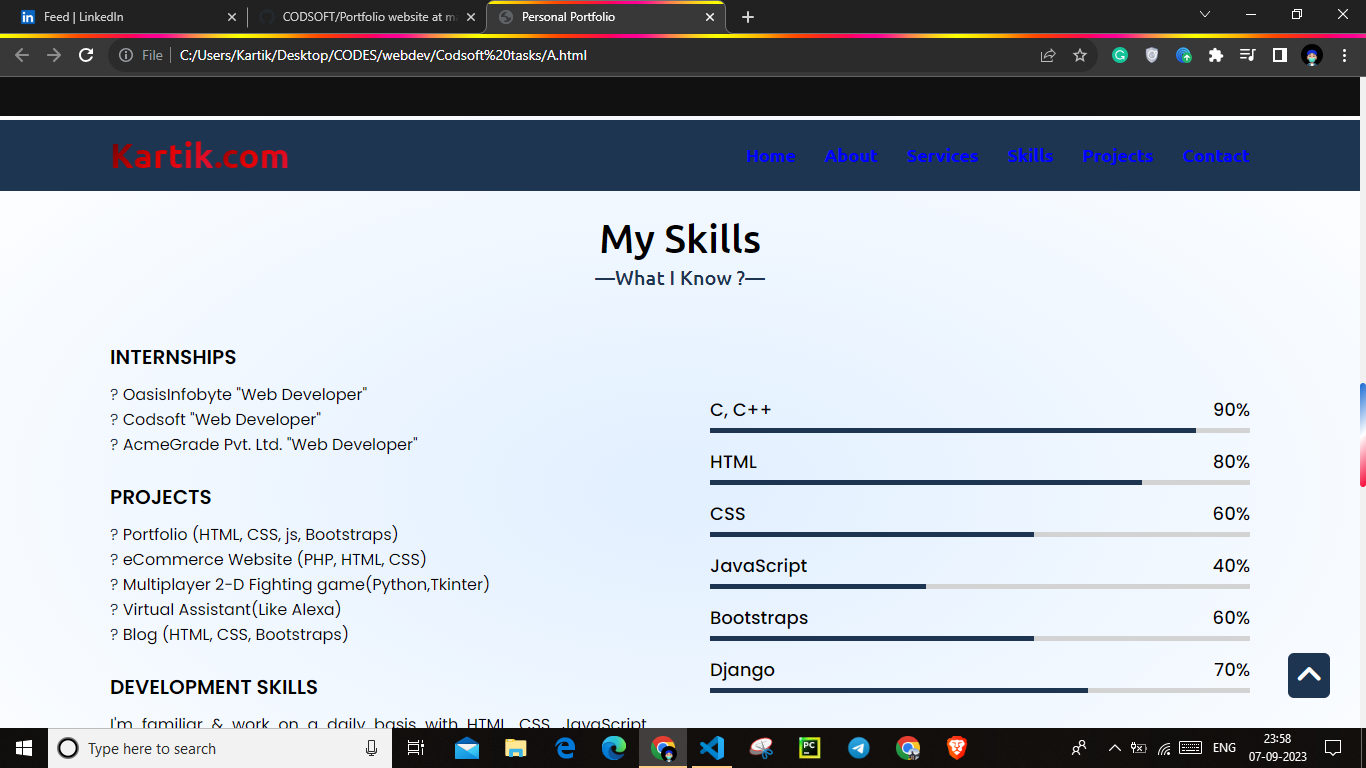 Feed | LinkedIn
CODSOFT/Portfolio website at m
Personal Portfolio
File
C:/Users/Kartik/Desktop/CODES/webdev/Codsoft%20tasks/A.html
Kartik.com
Home About Services Skills Projects Contact
My Skills
—What I Know ?—
INTERNSHIPS
? OasisInfobyte "Web Developer"
? Codsoft "Web Developer"
? AcmeGrade Pvt. Ltd. "Web Developer"
PROJECTS
? Portfolio (HTML, CSS, js, Bootstraps)
? eCommerce Website (PHP, HTML, CSS)
? Multiplayer 2-D Fighting game(Python,Tkinter)
? Virtual Assistant(Like Alexa)
? Blog (HTML, CSS, Bootstraps)
DEVELOPMENT SKILLS
I'm familiar & work on a daily basis with HTML, CSS, JavaScript,
C, C++ 90%
HTML 80%
CSS 60%
JavaScript 40%
Bootstraps 60%
Django 70%
Type here to search
PC
ENG
23:58
07-09-2023